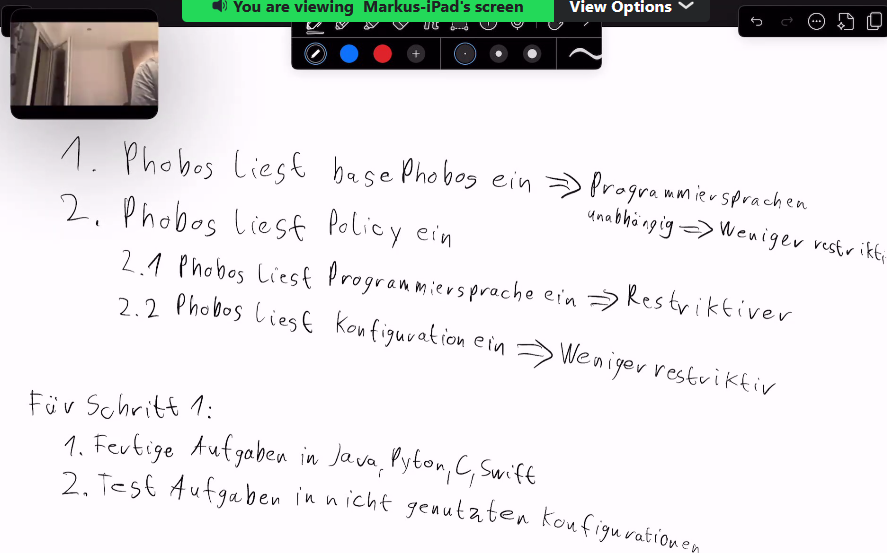 You are viewing Markus-iPad's screen
View Options
1. Phobos liest basePhobos ein ⇒ Programmiersprachen
unabhängig ⇒ Weniger restrikti
2. Phobos liest Policy ein
2.1 Phobos liest Programmiersprache ein ⇒ Restriktiver
2.2 Phobos liest Konfiguration ein ⇒ Weniger restriktiv
Für Schritt 1:
1. Fertige Aufgaben in Java, Pyton, C, Swift
2. Test Aufgaben in nicht genutzten Konfigurationen